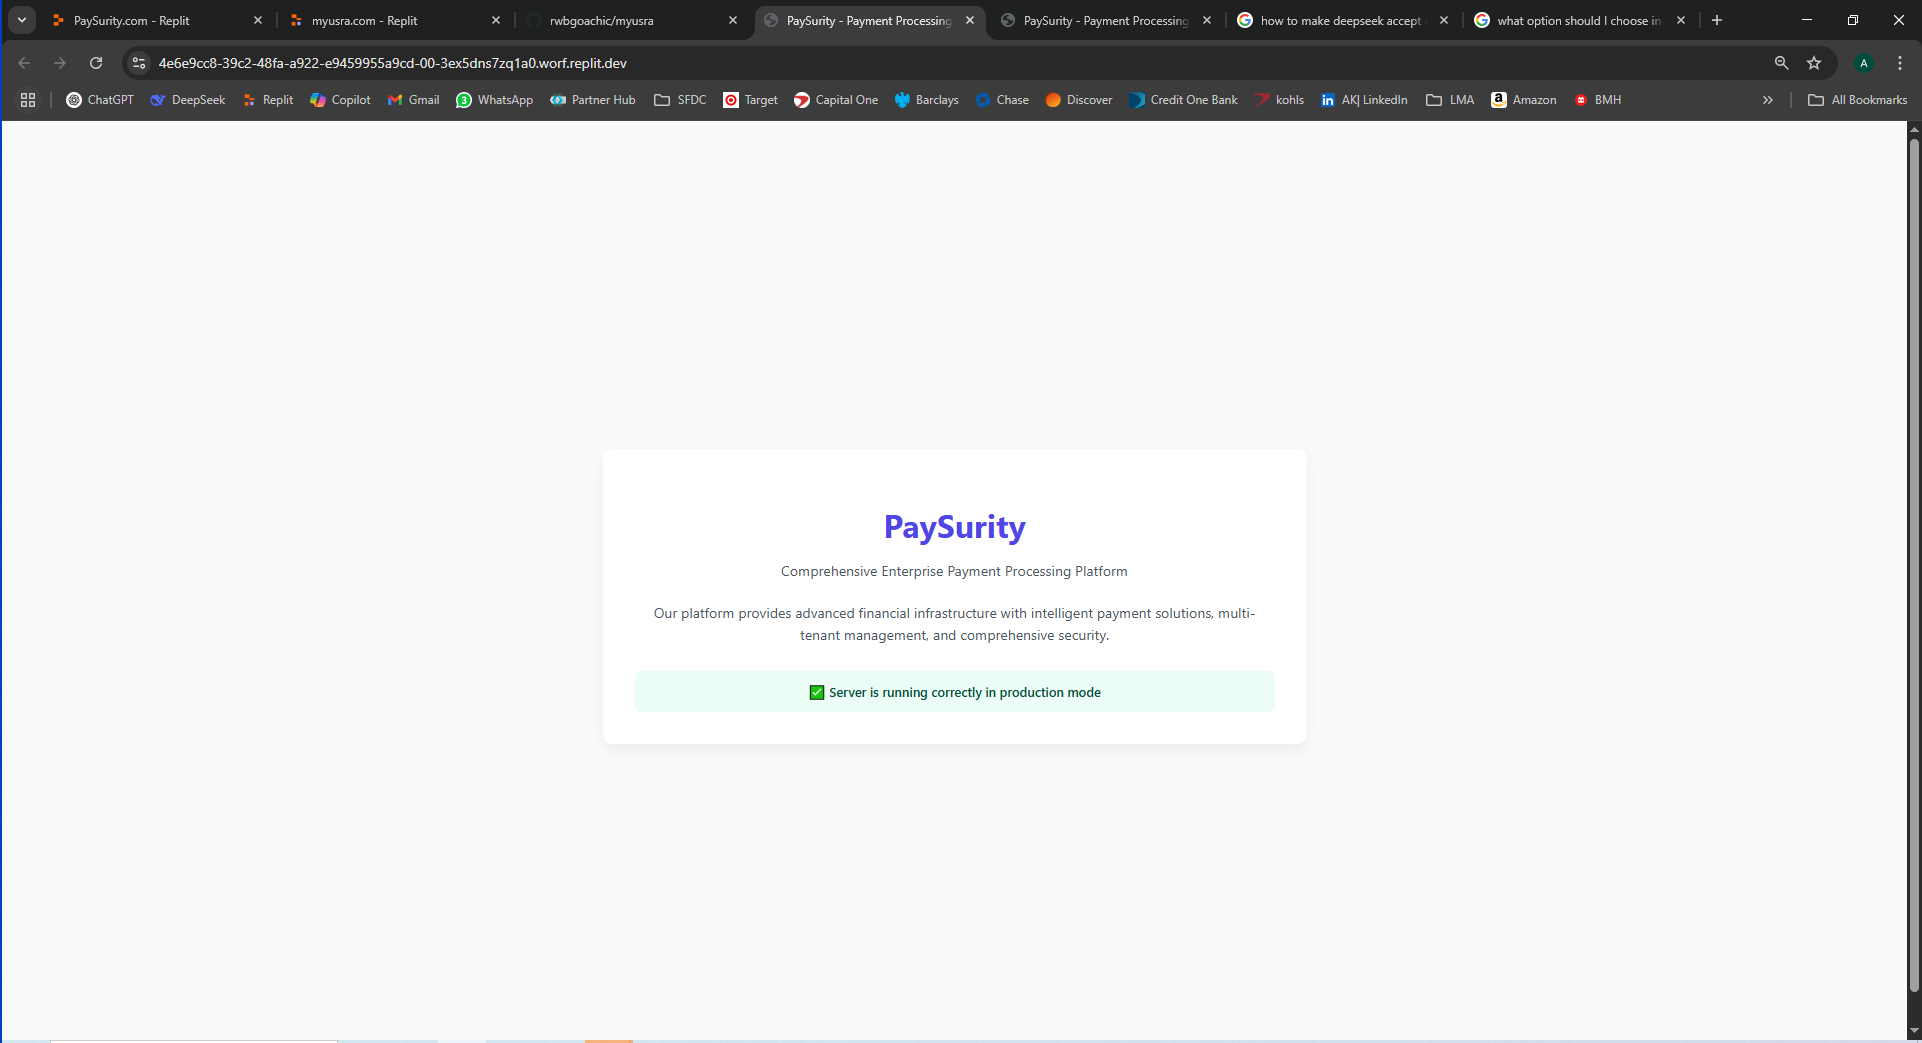 PaySurity.com - Replit
myusra.com - Replit
rwbgoachic/myusra
PaySurity - Payment Processing
PaySurity - Payment Processing
how to make deepseek accept
what option should I choose in
4e6e9cc8-39c2-48fa-a922-e9459955a9cd-00-3ex5dns7zq1a0.worf.replit.dev
A
ChatGPT
DeepSeek
Replit
Copilot
Gmail
3
WhatsApp
Partner Hub
SFDC
Target
Capital One
Barclays
Chase
Discover
Credit One Bank
kohls
in
AK| LinkedIn
LMA
a
Amazon
BMH
All Bookmarks
PaySurity
Comprehensive Enterprise Payment Processing Platform
Our platform provides advanced financial infrastructure with intelligent payment solutions, multi-
tenant management, and comprehensive security.
✅ Server is running correctly in production mode